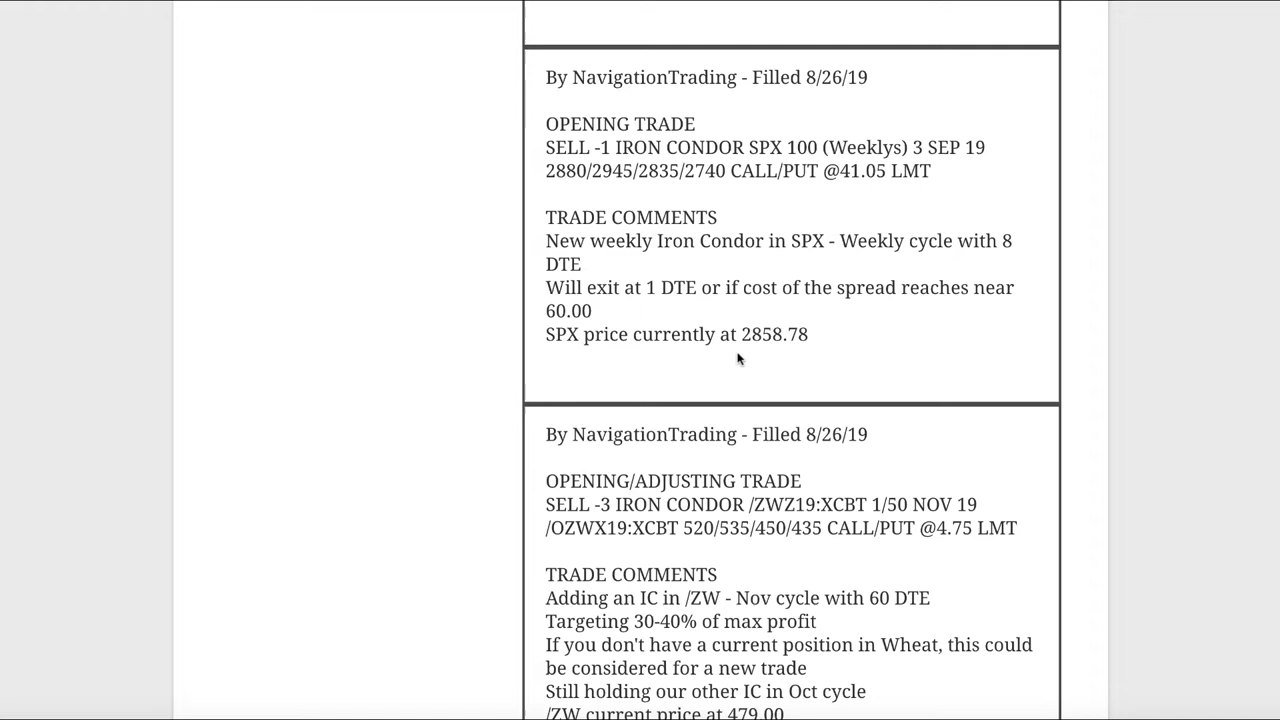 By NavigationTrading - Filled 8/26/19
OPENING TRADE
SELL -1 IRON CONDOR SPX 100 (Weeklys) 3 SEP 19
2880/2945/2835/2740 CALL/PUT @41.05 LMT
TRADE COMMENTS
New weekly Iron Condor in SPX - Weekly cycle with 8
DTE
Will exit at 1 DTE or if cost of the spread reaches near
60.00
SPX price currently at 2858.78
By NavigationTrading - Filled 8/26/19
OPENING/ADJUSTING TRADE
SELL -3 IRON CONDOR /ZWZ19:XCBT 1/50 NOV 19
/OZWX19:XCBT 520/535/450/435 CALL/PUT @4.75 LMT
TRADE COMMENTS
Adding an IC in /ZW - Nov cycle with 60 DTE
Targeting 30-40% of max profit
If you don't have a current position in Wheat, this could
be considered for a new trade
Still holding our other IC in Oct cycle
/ZW current price at 479.00